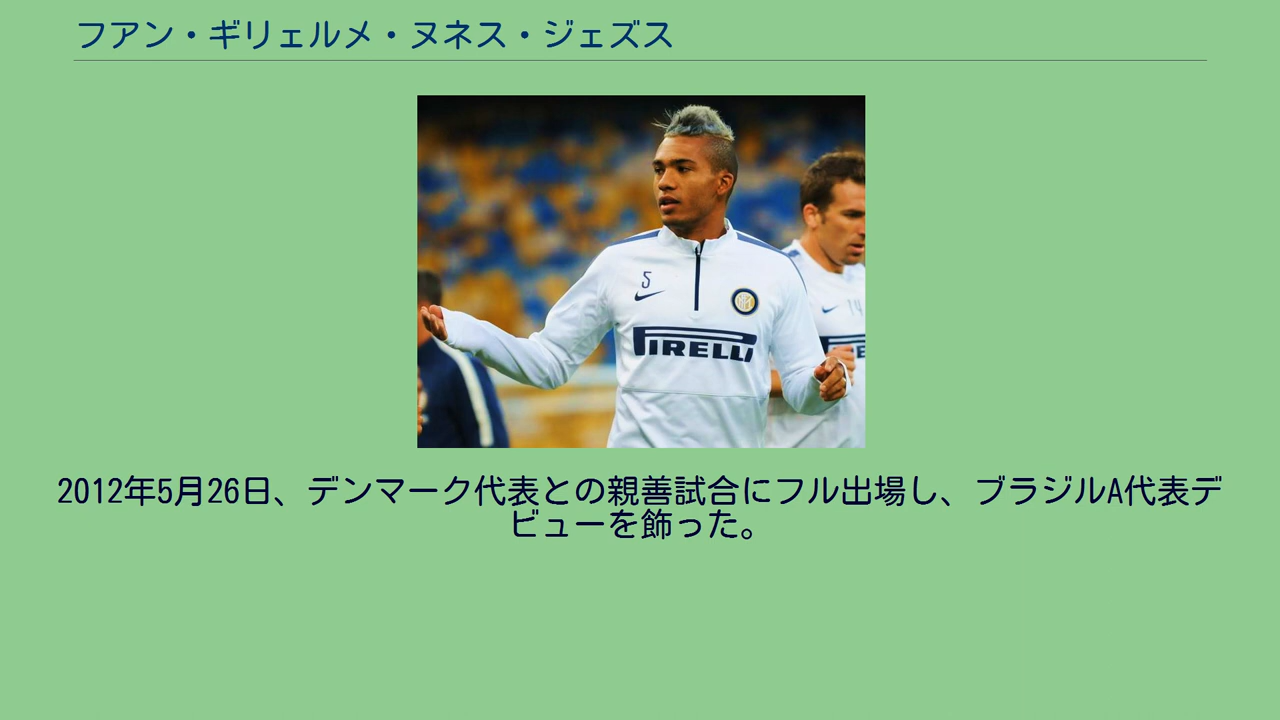 フアン・ギリェルメ・ヌネス・ジェズス
5
PIRELLI
19
2012年5月26日、デンマーク代表との親善試合にフル出場し、ブラジルA代表デ
ビューを飾った。